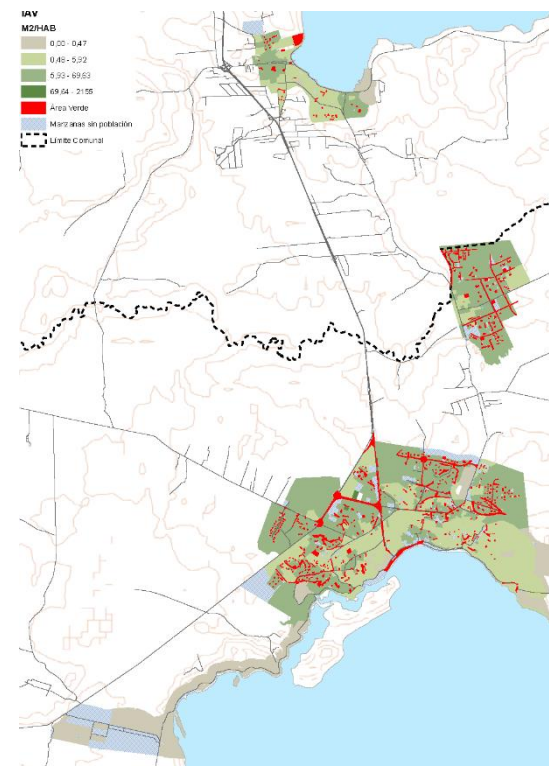 IAV
M2/HAB
0,00 - 0,47
0,48 - 5,92
5,93 - 69,63
69,64 - 2155
Área Verde
Manzanas sin población
Límite Comunal